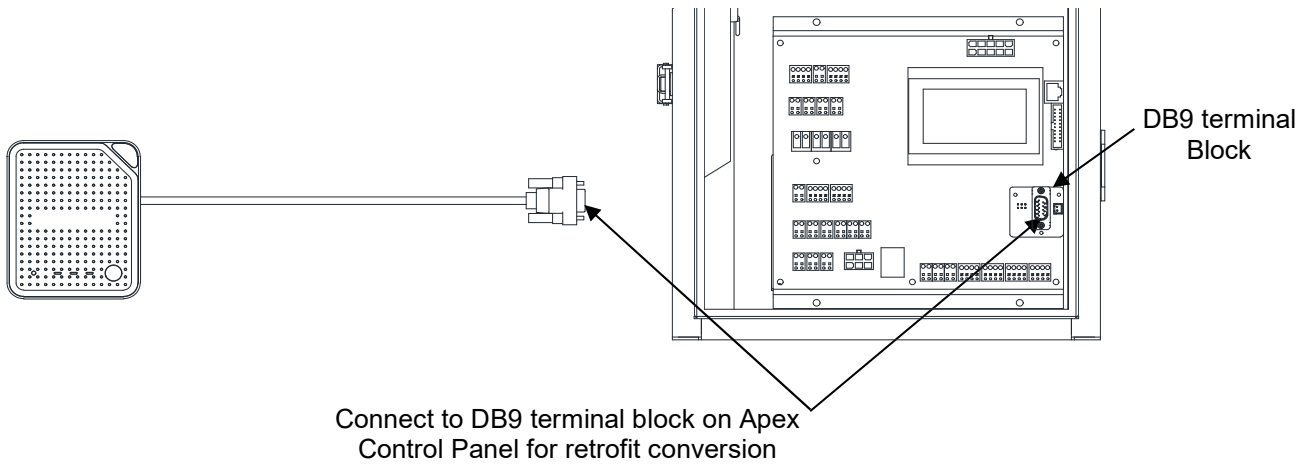 DB9 terminal
Block
Connect to DB9 terminal block on Apex
Control Panel for retrofit conversion